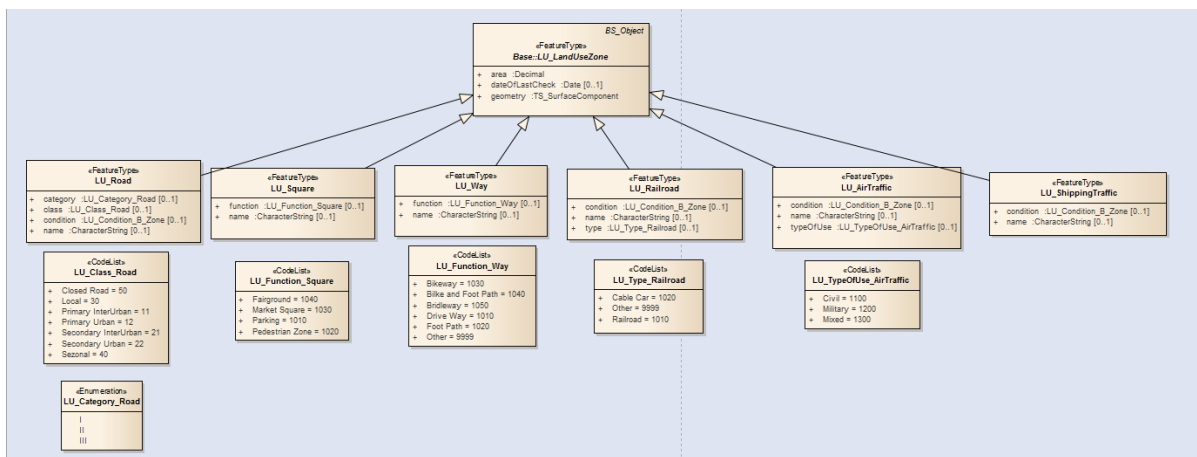 BS_Object
«FeatureType»
Base::LU_LandUseZone
+ area :Decimal
+ dateOfLastCheck :Date [0..1]
+ geometry :TS_SurfaceComponent
«FeatureType»
LU_Road
+ category :LU_Category_Road [0..1]
+ class :LU_Class_Road [0..1]
+ condition :LU_Condition_B_Zone [0..1]
+ name :CharacterString [0..1]
«FeatureType»
LU_Square
+ function :LU_Function_Square [0..1]
+ name :CharacterString [0..1]
«FeatureType»
LU_Way
+ function :LU_Function_Way [0..1]
+ name :CharacterString [0..1]
«FeatureType»
LU_Railroad
+ condition :LU_Condition_B_Zone [0..1]
+ name :CharacterString [0..1]
+ type :LU_Type_Railroad [0..1]
«FeatureType»
LU_AirTraffic
+ condition :LU_Condition_B_Zone [0..1]
+ name :CharacterString [0..1]
+ typeOfUse :LU_TypeOfUse_AirTraffic [0..1]
«FeatureType»
LU_ShippingTraffic
+ condition :LU_Condition_B_Zone [0..1]
+ name :CharacterString [0..1]
«CodeList»
LU_Class_Road
+ Closed Road = 50
+ Local = 30
+ Primary InterUrban = 11
+ Primary Urban = 12
+ Secondary InterUrban = 21
+ Secondary Urban = 22
+ Sezonal = 40
«CodeList»
LU_Function_Square
+ Fairground = 1040
+ Market Square = 1030
+ Parking = 1010
+ Pedestrian Zone = 1020
«CodeList»
LU_Function_Way
+ Bikeway = 1030
+ Bilke and Foot Path = 1040
+ Bridleway = 1050
+ Drive Way = 1010
+ Foot Path = 1020
+ Other = 9999
«CodeList»
LU_Type_Railroad
+ Cable Car = 1020
+ Other = 9999
+ Railroad = 1010
«CodeList»
LU_TypeOfUse_AirTraffic
+ Civil = 1100
+ Military = 1200
+ Mixed = 1300
«Enumeration»
LU_Category_Road
I
II
III